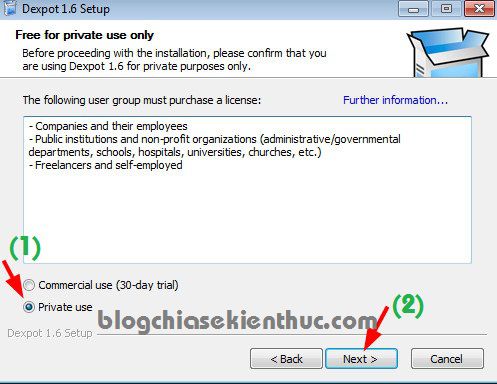 Dexpot 1.6 Setup
Free for private use only
Before proceeding with the installation, please confirm that you
are using Dexpot 1.6 for private purposes only.
The following user group must purchase a license:
Further information...
- Companies and their employees
- Public institutions and non-profit organizations (administrative/governmental
departments, schools, hospitals, universities, churches, etc.)
- Freelancers and self-employed
(1)
Commercial use (30-day trial)
Private use
blogchiasekienthuc.com
(2)
Dexpot 1.6 Setup
< Back
Next >
Cancel